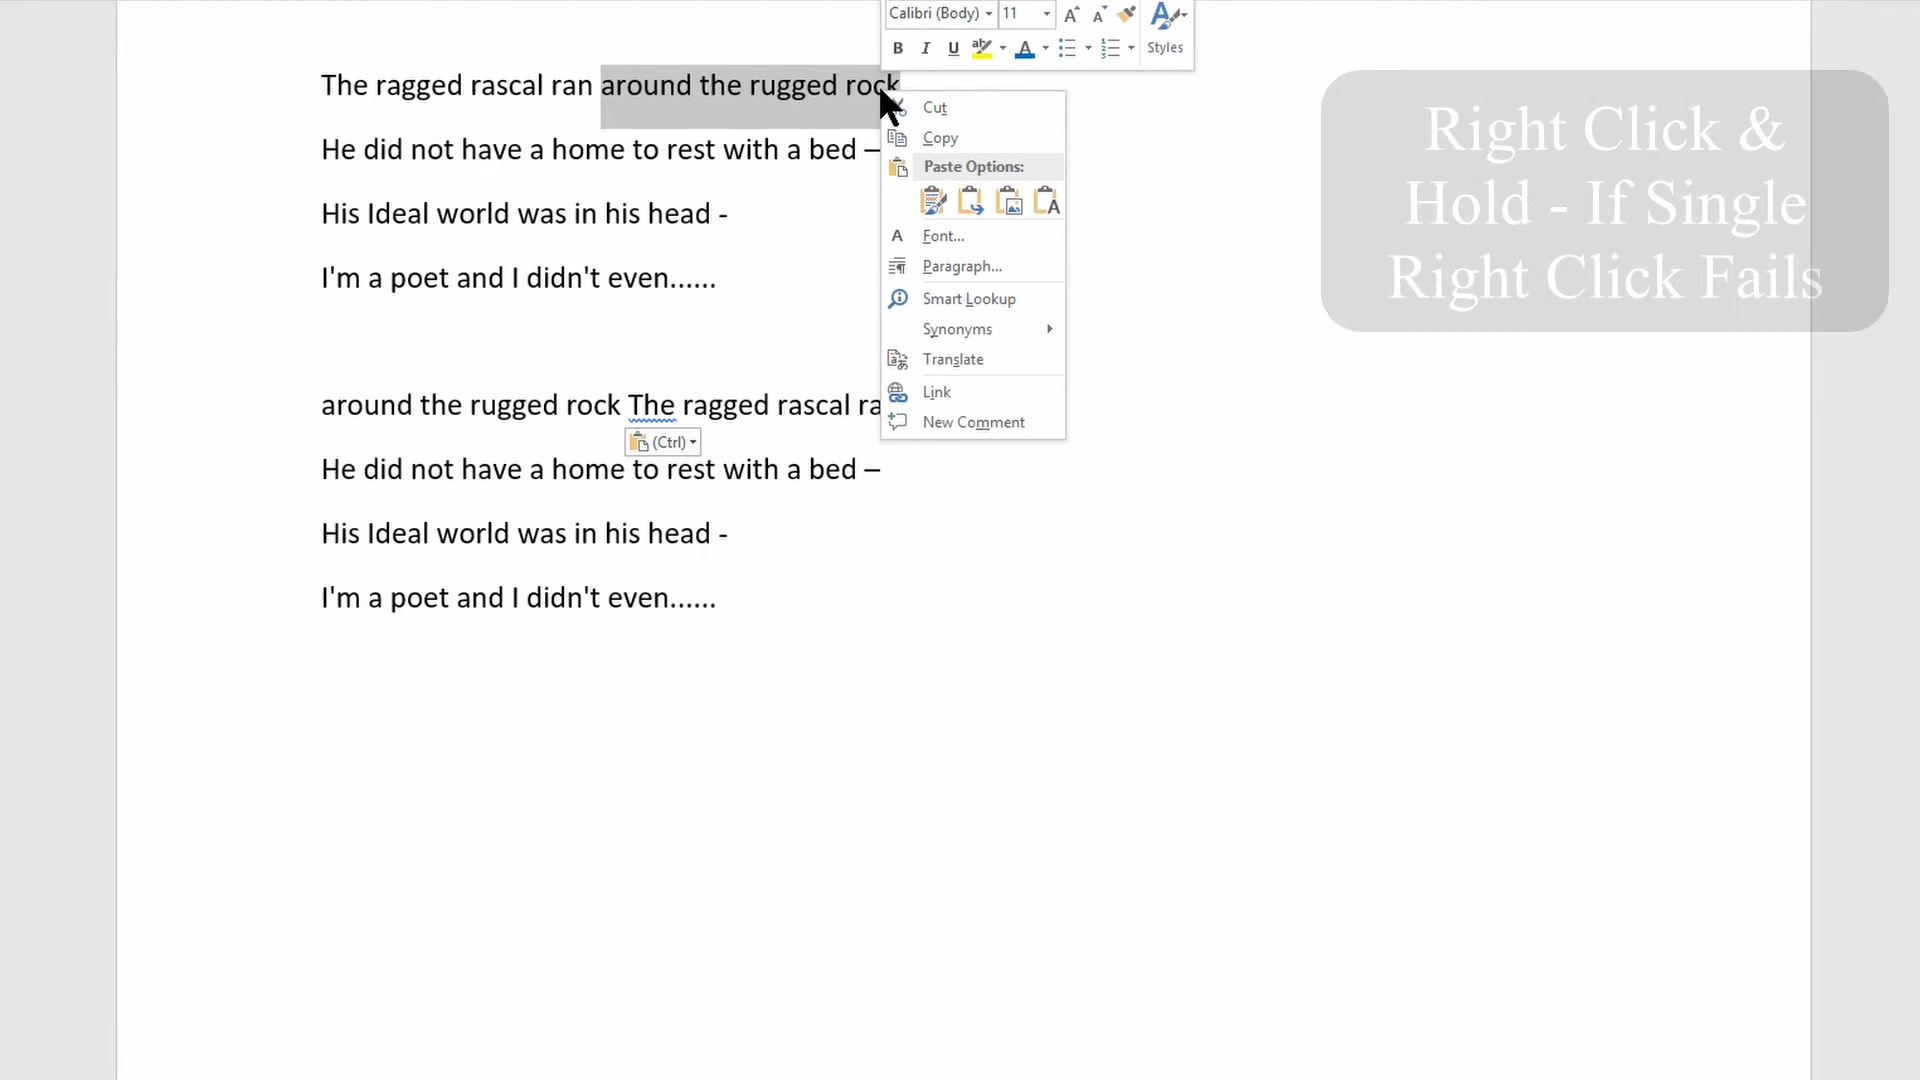 Calibri (Body) 11
B I U Styles
The ragged rascal ran around the rugged rock
He did not have a home to rest with a bed –
His Ideal world was in his head -
I'm a poet and I didn't even......
Cut
Copy
Paste Options:
Font...
Paragraph...
Smart Lookup
Synonyms
Translate
Link
New Comment
around the rugged rock The ragged rascal ra
(Ctrl)
He did not have a home to rest with a bed –
His Ideal world was in his head -
I'm a poet and I didn't even......
Right Click &
Hold - If Single
Right Click Fails